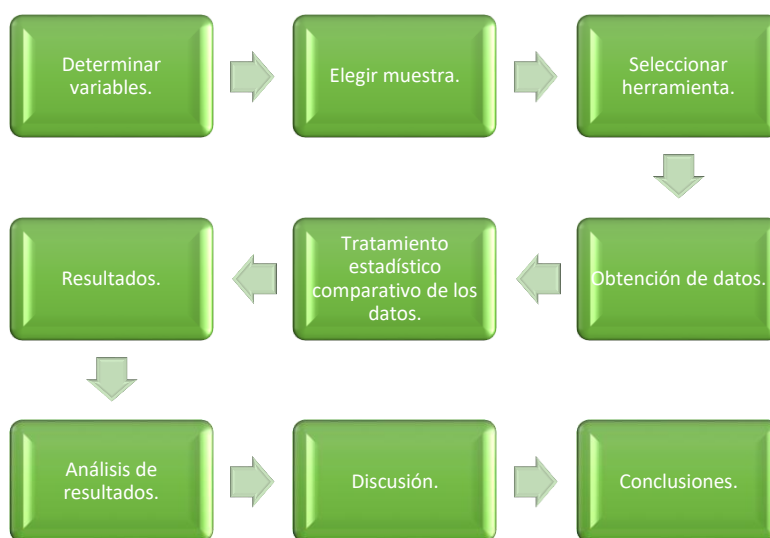 Determinar
variables.
Elegir muestra.
Seleccionar
herramienta.
Obtención de datos.
Tratamiento
estadístico
comparativo de los
datos.
Resultados.
Análisis de
resultados.
Discusión.
Conclusiones.